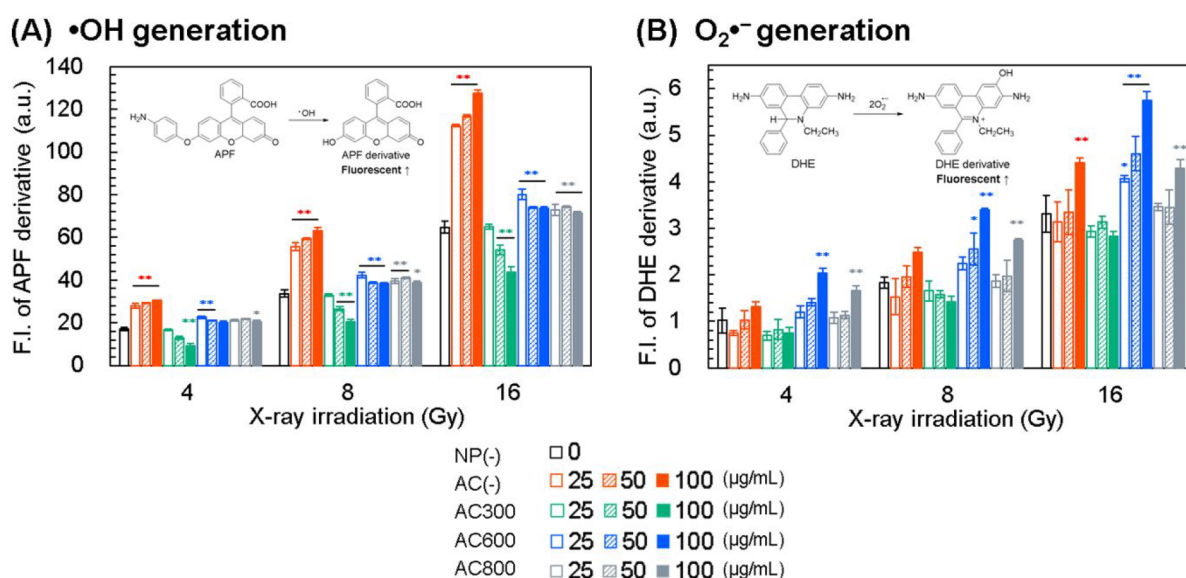 (A) •OH generation
F.I. of APF derivative (a.u.)
140
120
100
80
60
40
20
0
4
8
16
X-ray irradiation (Gy)
H₂N
O
COOH
O
O
APF
•OH
COOH
HO
O
O
APF derivative
Fluorescent ↑
**
**
**
*
**
**
**
**
*
**
**
**
**
(B) O₂•− generation
F.I. of DHE derivative (a.u.)
6
5
4
3
2
1
0
4
8
16
X-ray irradiation (Gy)
NH₂
NH₂
H
N
CH₂CH₃
DHE
2O₂•−
OH
NH₂
NH₂
N⁺
CH₂CH₃
DHE derivative
Fluorescent ↑
**
**
*
**
**
**
*
**
**
NP(-) 0
AC(-) 25 50 100 (µg/mL)
AC300 25 50 100 (µg/mL)
AC600 25 50 100 (µg/mL)
AC800 25 50 100 (µg/mL)